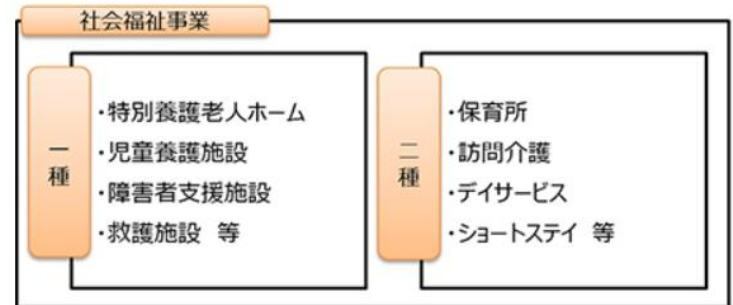 社会福祉事業
一種
・特別養護老人ホーム
・児童養護施設
・障害者支援施設
・救護施設 等
二種
・保育所
・訪問介護
・デイサービス
・ショートステイ 等